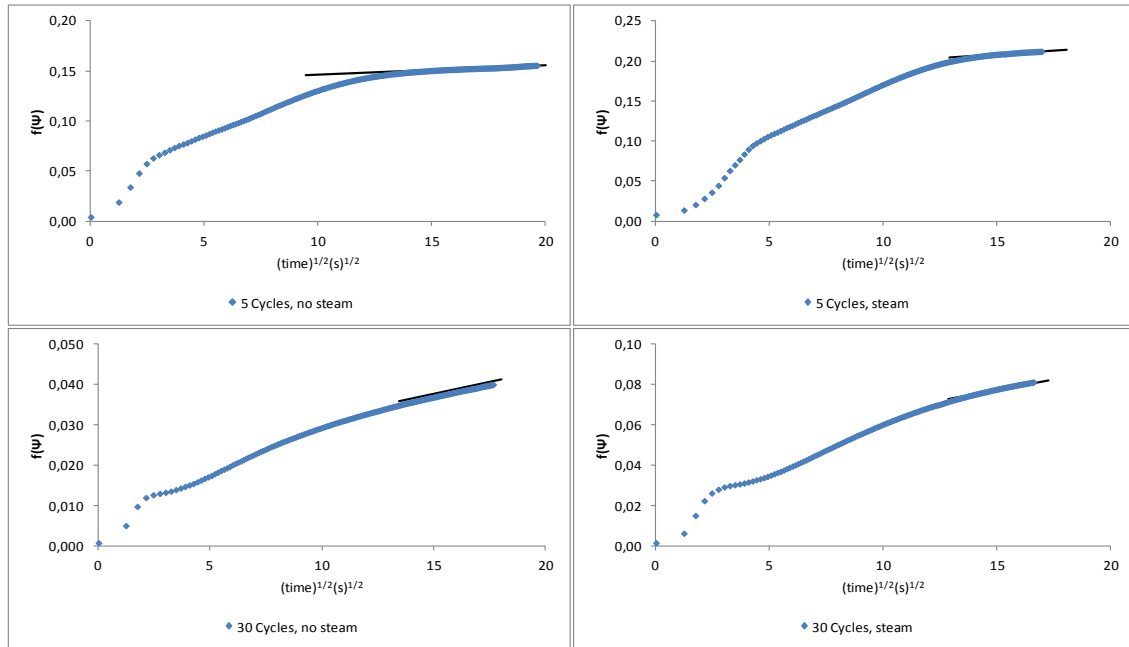 0,20
0,15
0,10
0,05
0,00
f(Ψ)
0 5 10 15 20
(time)1/2(s)1/2
5 Cycles, no steam
0,25
0,20
0,15
0,10
0,05
0,00
f(Ψ)
0 5 10 15 20
(time)1/2(s)1/2
5 Cycles, steam
0,050
0,040
0,030
0,020
0,010
0,000
f(Ψ)
0 5 10 15 20
(time)1/2(s)1/2
30 Cycles, no steam
0,10
0,08
0,06
0,04
0,02
0,00
f(Ψ)
0 5 10 15 20
(time)1/2(s)1/2
30 Cycles, steam